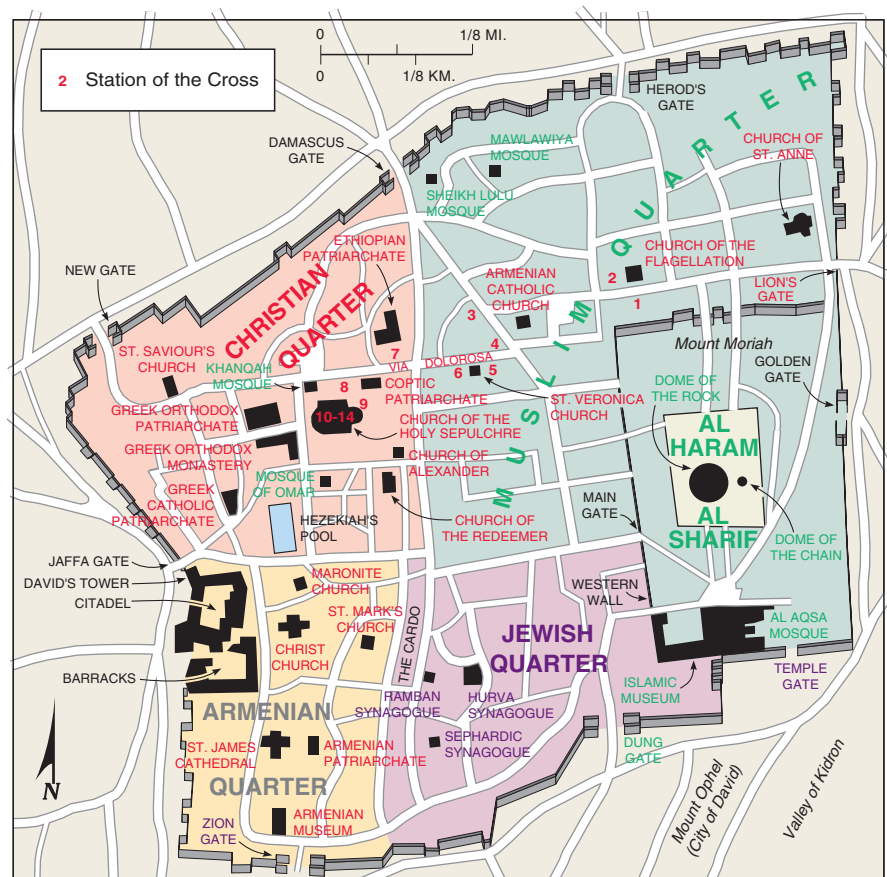 0 1/8 MI.
0 1/8 KM.
2 Station of the Cross
HEROD'S
GATE
DAMASCUS
GATE
MAWLAWIYA
MOSQUE
SHEIKH LULU
MOSQUE
MUSLIM QUARTER
CHURCH OF
ST. ANNE
ETHIOPIAN
PATRIARCHATE
CHURCH OF THE
FLAGELLATION
2
1
LION'S
GATE
NEW GATE
CHRISTIAN
QUARTER
ARMENIAN
CATHOLIC
CHURCH
3
4
Mount Moriah
GOLDEN
GATE
ST. SAVIOUR'S
CHURCH
KHANQAH
MOSQUE
7
VIA DOLOROSA
6
5
8
9
COPTIC
PATRIARCHATE
ST. VERONICA
CHURCH
DOME OF
THE ROCK
GREEK ORTHODOX
PATRIARCHATE
10-14
CHURCH OF THE
HOLY SEPULCHRE
AL
HARAM
AL
SHARIF
GREEK ORTHODOX
MONASTERY
CHURCH OF
ALEXANDER
MOSQUE
OF OMAR
GREEK
CATHOLIC
PATRIARCHATE
HEZEKIAH'S
POOL
CHURCH OF
THE REDEEMER
MAIN
GATE
DOME OF
THE CHAIN
JAFFA GATE
DAVID'S TOWER
CITADEL
MARONITE
CHURCH
WESTERN
WALL
ST. MARK'S
CHURCH
THE CARDO
JEWISH
QUARTER
AL AQSA
MOSQUE
CHRIST
CHURCH
BARRACKS
RAMBAN
SYNAGOGUE
HURVA
SYNAGOGUE
ISLAMIC
MUSEUM
TEMPLE
GATE
ARMENIAN
QUARTER
ST. JAMES
CATHEDRAL
ARMENIAN
PATRIARCHATE
SEPHARDIC
SYNAGOGUE
DUNG
GATE
N
ZION
GATE
ARMENIAN
MUSEUM
Mount Ophel
(City of David)
Valley of Kidron